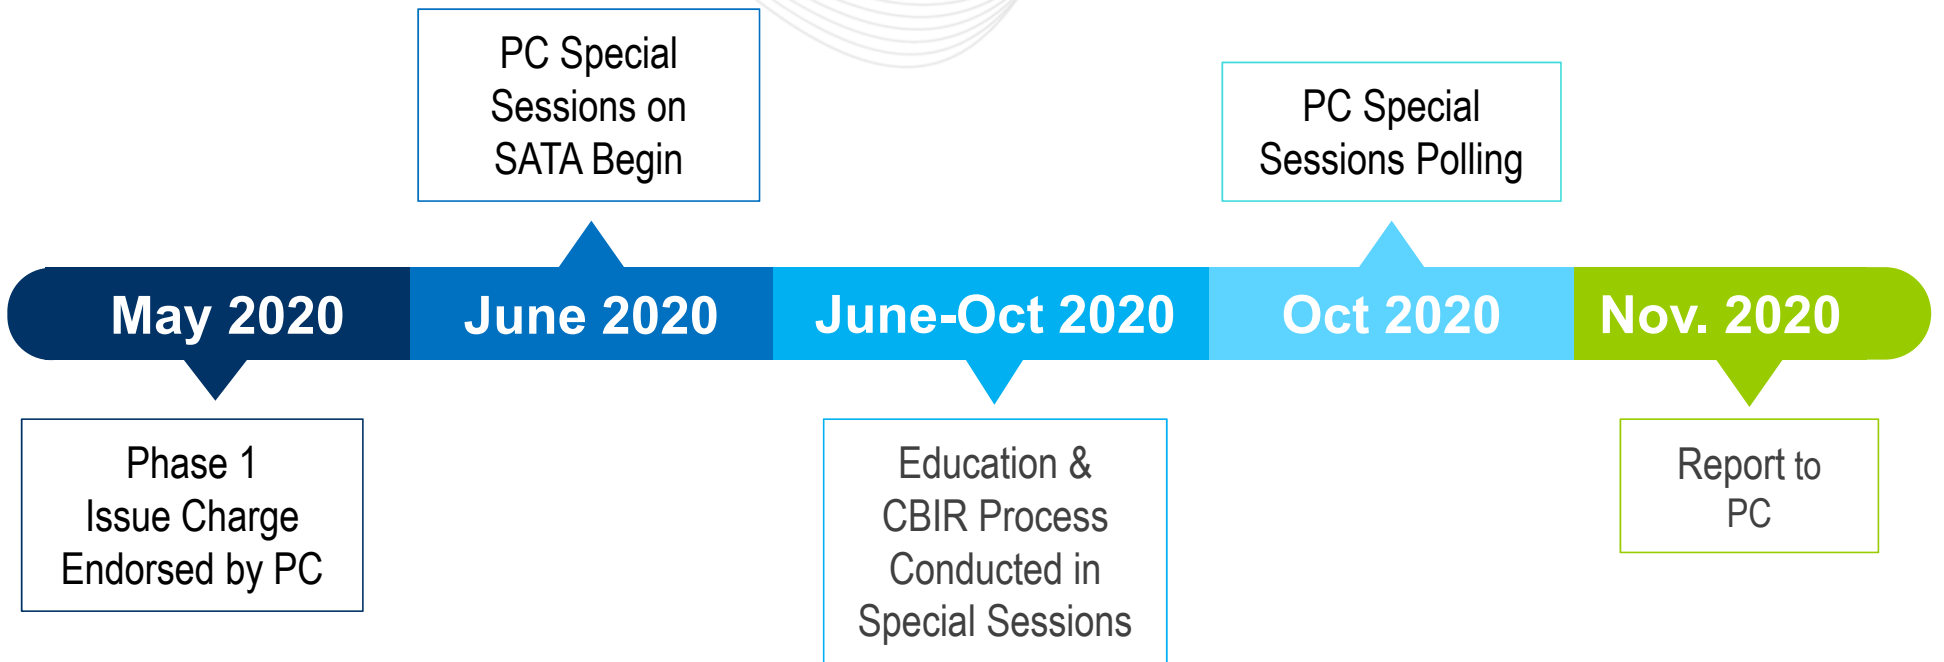 PC Special
Sessions on
SATA Begin
PC Special
Sessions Polling
May 2020
June 2020
June-Oct 2020
Oct 2020
Nov. 2020
Phase 1
Issue Charge
Endorsed by PC
Education &
CBIR Process
Conducted in
Special Sessions
Report to
PC